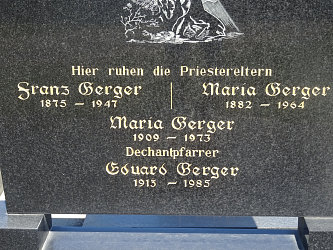 Hier ruhen die Priestereltern
Franz Gerger | Maria Gerger
1875 – 1947 | 1882 – 1964
Maria Gerger
1909 – 1973
Dechantpfarrer
Eduard Gerger
1913 – 1985